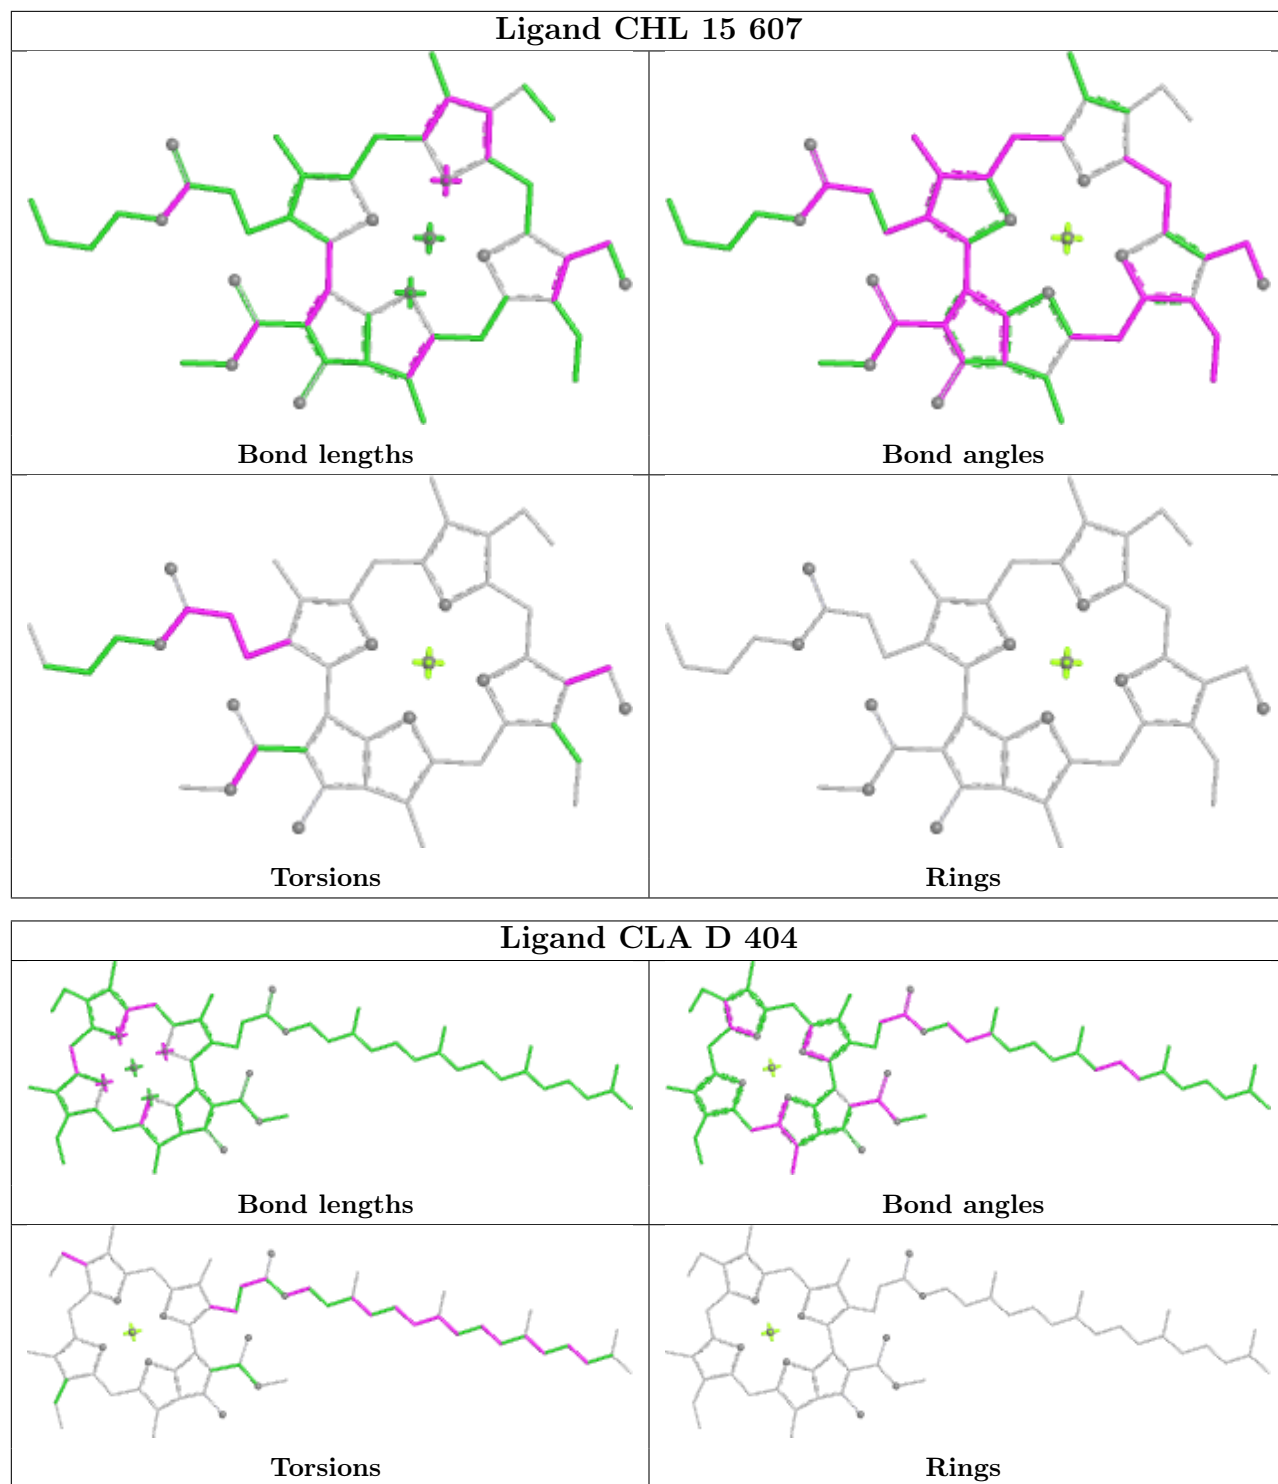 Ligand CHL 15 607
Bond lengths
Bond angles
Torsions
Rings
Ligand CLA D 404
Bond lengths
Bond angles
Torsions
Rings